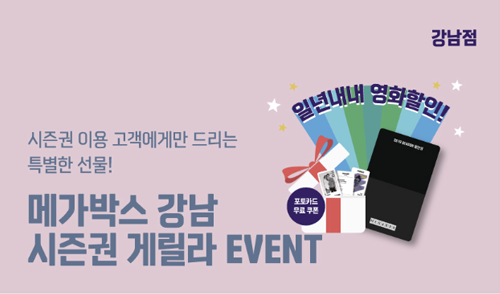 강남점
일년내내 영화할인!
시즌권 이용 고객에게만 드리는
특별한 선물!
포토카드
무료 쿠폰
메가박스 강남
시즌권 게릴라 EVENT